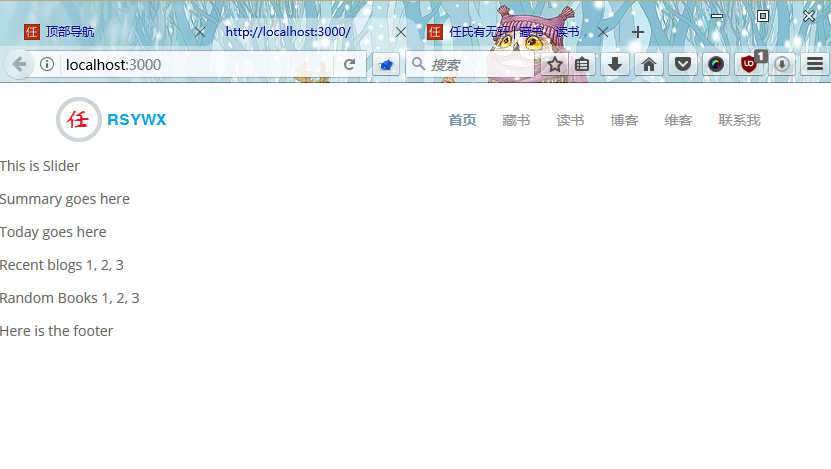 任 顶部导航 http://localhost:3000/ 任 任氏有无轩 | 藏书、读书
localhost:3000 搜索 UD 1
任 RSYWX 首页 藏书 读书 博客 维客 联系我
This is Slider
Summary goes here
Today goes here
Recent blogs 1, 2, 3
Random Books 1, 2, 3
Here is the footer